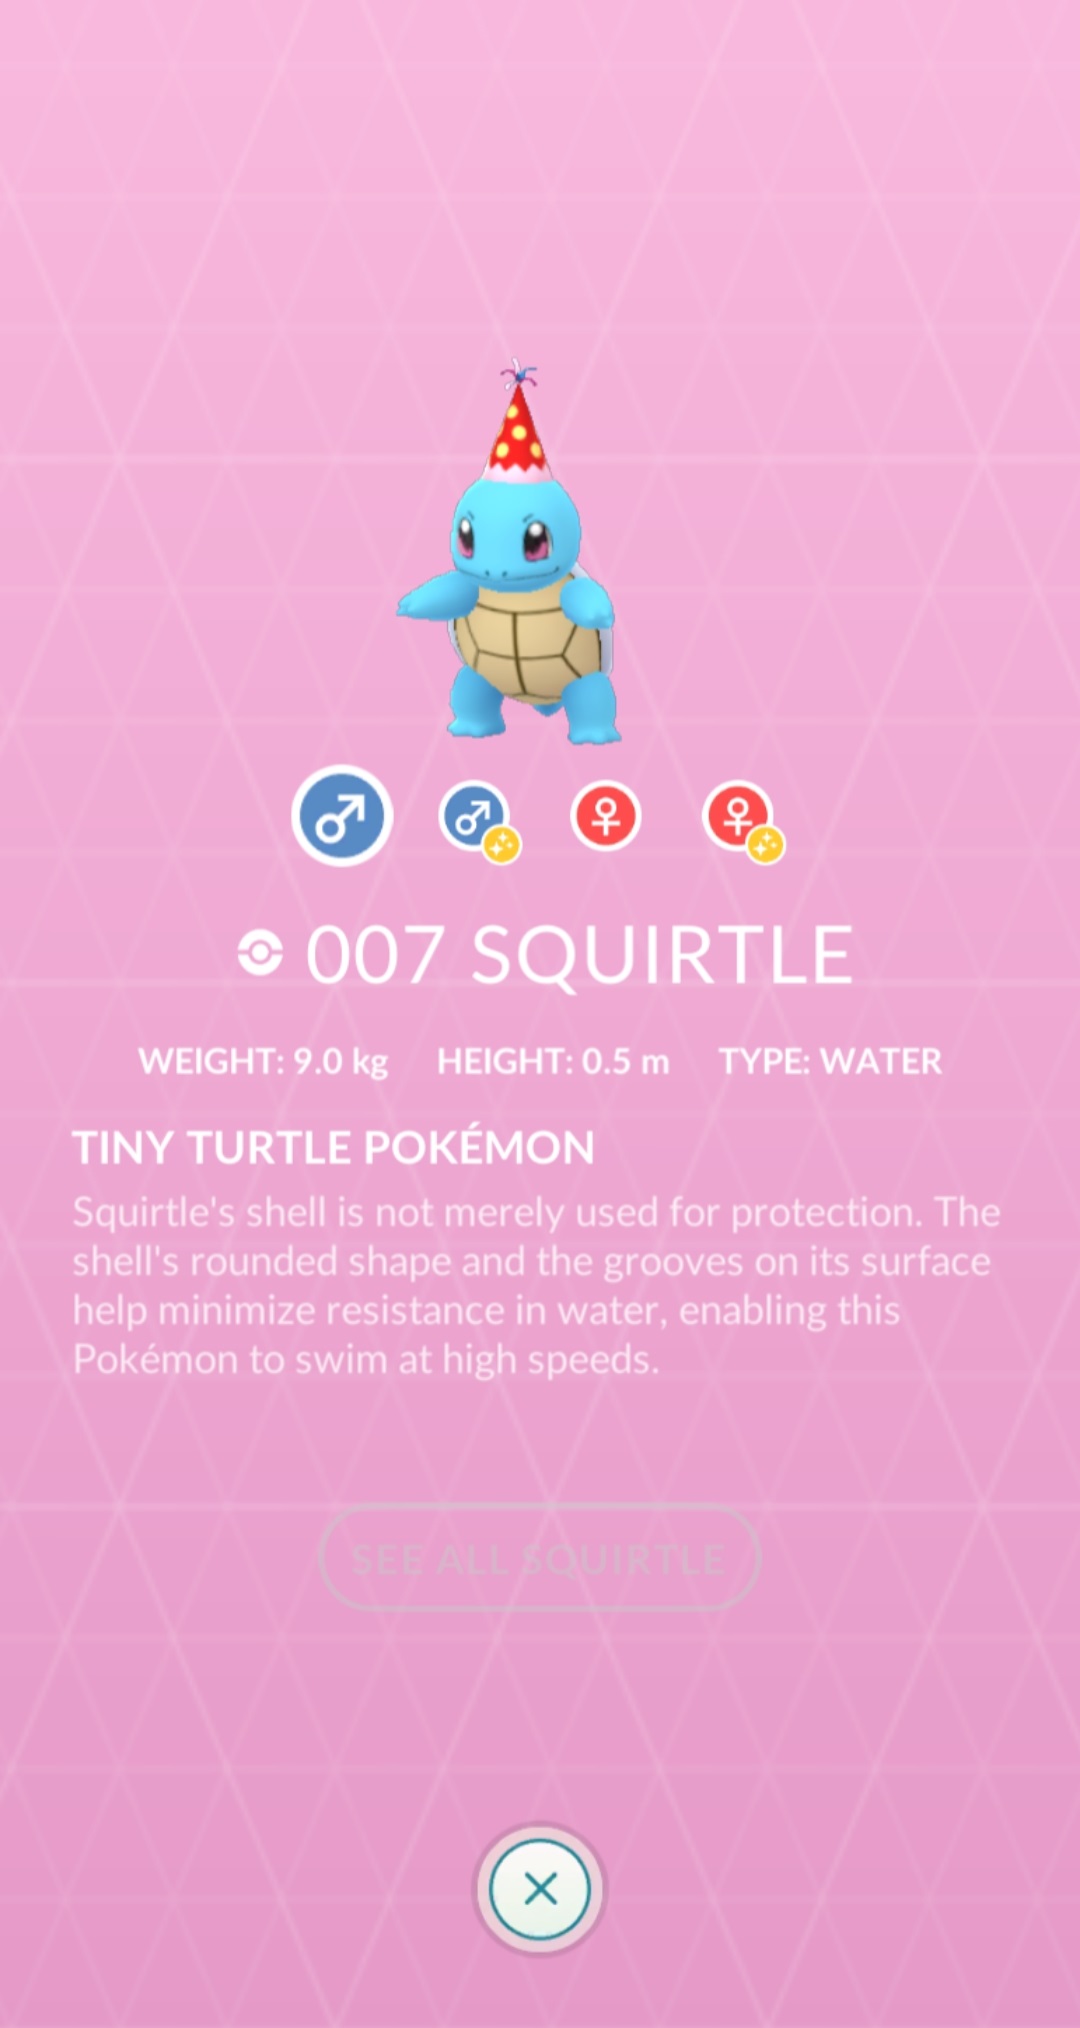 007 SQUIRTLE
WEIGHT: 9.0 kg HEIGHT: 0.5 m TYPE: WATER
TINY TURTLE POKÉMON
Squirtle's shell is not merely used for protection. The
shell's rounded shape and the grooves on its surface
help minimize resistance in water, enabling this
Pokémon to swim at high speeds.
SEE ALL SQUIRTLE